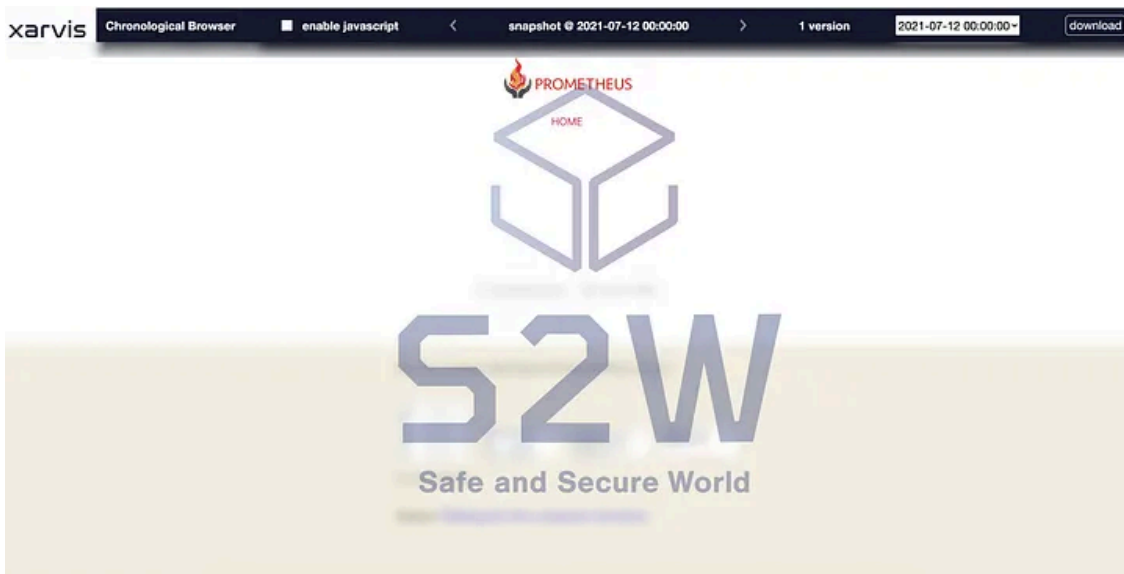 xarvis Chronological Browser enable javascript < snapshot @ 2021-07-12 00:00:00 > 1 version 2021-07-12 00:00:00 download
PROMETHEUS
HOME
S2W
Safe and Secure World